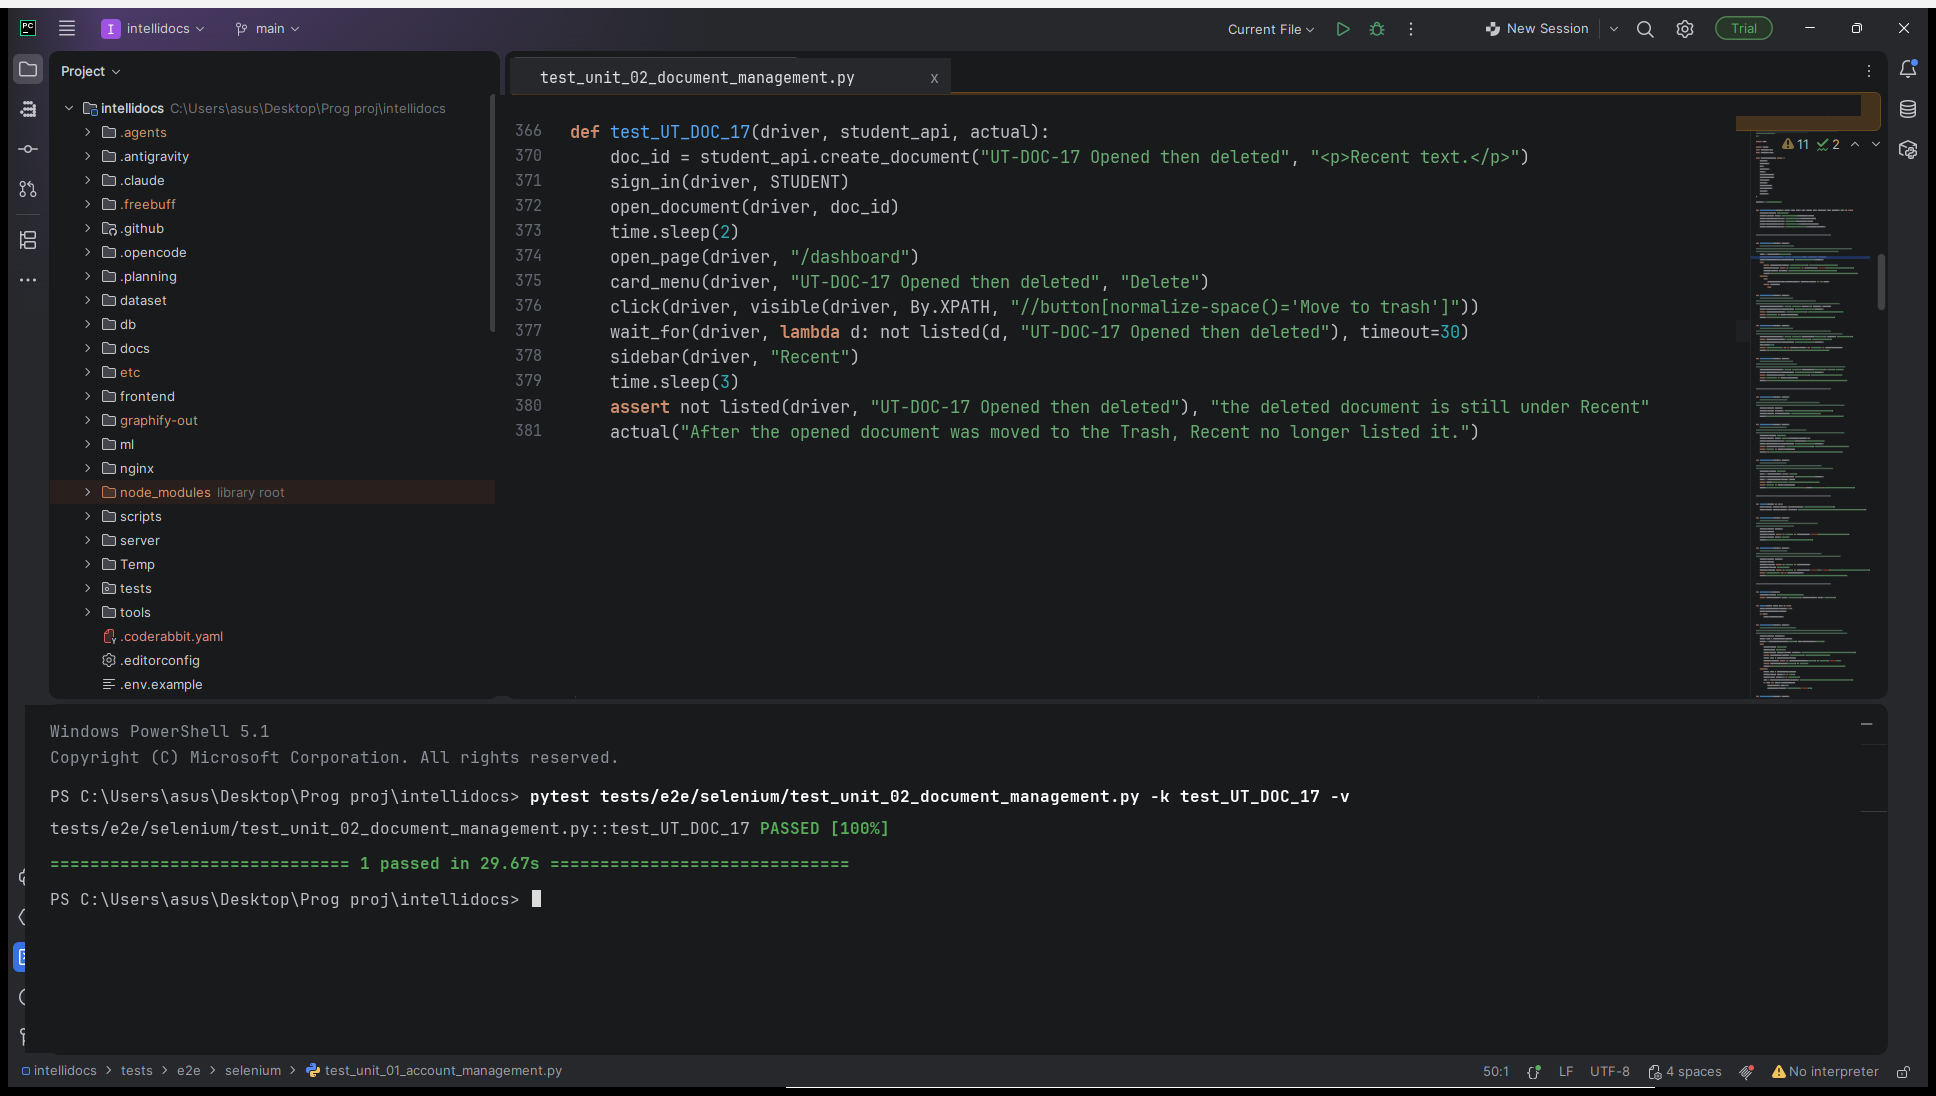 PC
I intellidocs
main
Current File
New Session
Trial
Project
test_unit_02_document_management.py x
intellidocs C:\Users\asus\Desktop\Prog proj\intellidocs
.agents
.antigravity
.claude
.freebuff
.github
.opencode
.planning
dataset
db
docs
etc
frontend
graphify-out
ml
nginx
node_modules library root
scripts
server
Temp
tests
tools
.coderabbit.yaml
.editorconfig
.env.example
366 def test_UT_DOC_17(driver, student_api, actual):
370 doc_id = student_api.create_document("UT-DOC-17 Opened then deleted", "<p>Recent text.</p>")
371 sign_in(driver, STUDENT)
372 open_document(driver, doc_id)
373 time.sleep(2)
374 open_page(driver, "/dashboard")
375 card_menu(driver, "UT-DOC-17 Opened then deleted", "Delete")
376 click(driver, visible(driver, By.XPATH, "//button[normalize-space()='Move to trash']"))
377 wait_for(driver, lambda d: not listed(d, "UT-DOC-17 Opened then deleted"), timeout=30)
378 sidebar(driver, "Recent")
379 time.sleep(3)
380 assert not listed(driver, "UT-DOC-17 Opened then deleted"), "the deleted document is still under Recent"
381 actual("After the opened document was moved to the Trash, Recent no longer listed it.")
11 2
Windows PowerShell 5.1
Copyright (C) Microsoft Corporation. All rights reserved.
PS C:\Users\asus\Desktop\Prog proj\intellidocs> pytest tests/e2e/selenium/test_unit_02_document_management.py -k test_UT_DOC_17 -v
tests/e2e/selenium/test_unit_02_document_management.py::test_UT_DOC_17 PASSED [100%]
============================== 1 passed in 29.67s ==============================
PS C:\Users\asus\Desktop\Prog proj\intellidocs>
intellidocs > tests > e2e > selenium > test_unit_01_account_management.py
50:1 LF UTF-8 4 spaces No interpreter